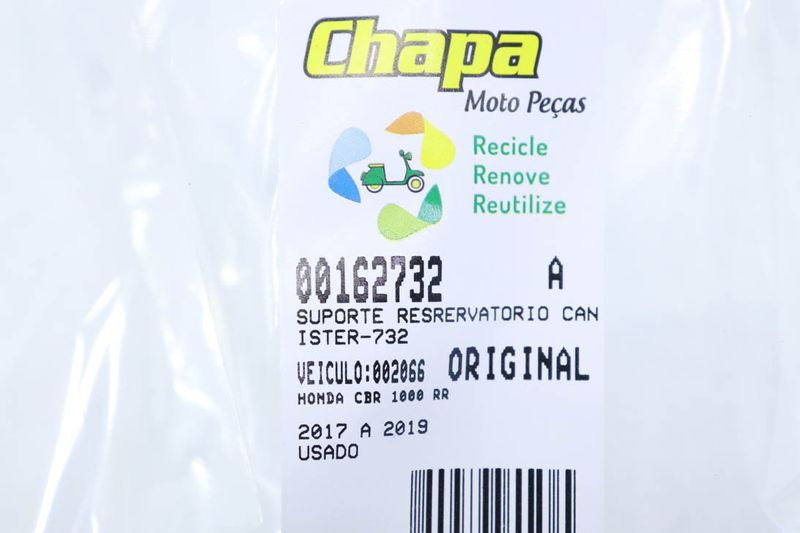 Chapa
Moto Peças
Recicle
Renove
Reutilize
00162732 A
SUPORTE RESRERVATORIO CAN
ISTER-732
VEICULO:002066 ORIGINAL
HONDA CBR 1000 RR
2017 A 2019
USADO